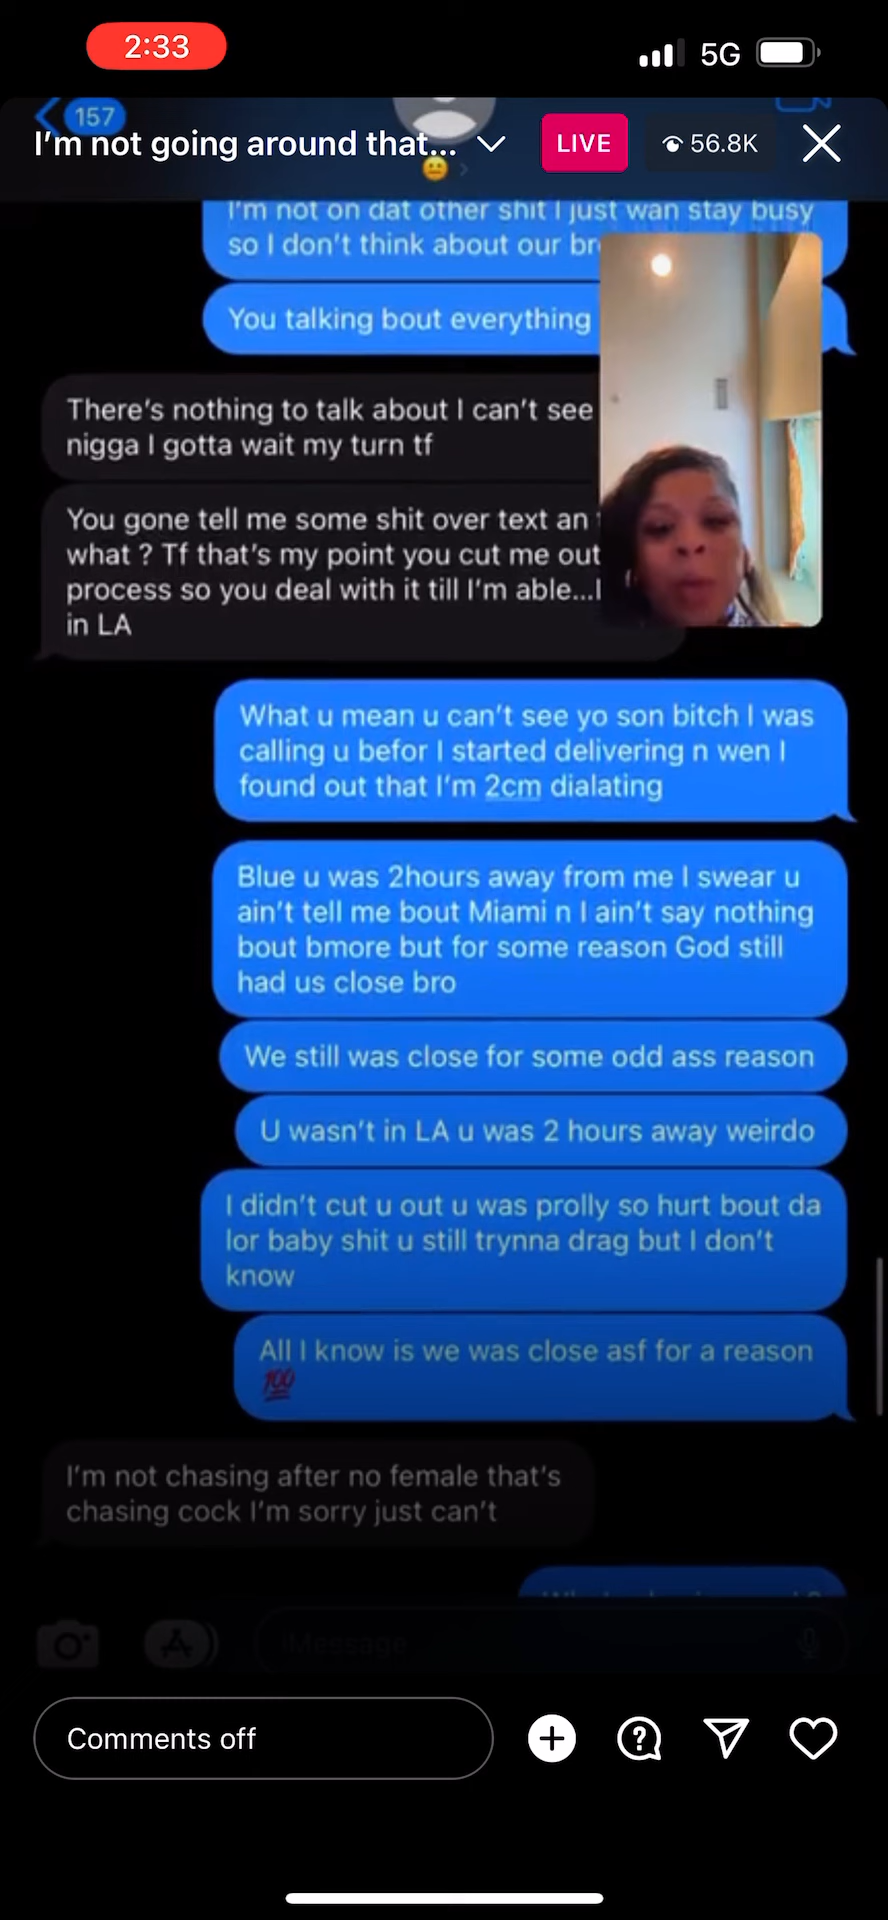 2:33
5G
157
I'm not going around that...
LIVE
56.8K
I'm not on dat other shit I just wan stay busy
so I don't think about our
You talking bout everything
There's nothing to talk about I can't see
nigga I gotta wait my turn tf
You gone tell me some shit over text an
what ? Tf that's my point you cut me out
process so you deal with it till I'm able...I
in LA
What u mean u can't see yo son bitch I was
calling u befor I started delivering n wen I
found out that I'm 2cm dialating
Blue u was 2hours away from me I swear u
ain't tell me bout Miami n I ain't say nothing
bout bmore but for some reason God still
had us close bro
We still was close for some odd ass reason
U wasn't in LA u was 2 hours away weirdo
I didn't cut u out u was prolly so hurt bout da
lor baby shit u still trynna drag but I don't
know
All I know is we was close asf for a reason
💯
I'm not chasing after no female that's
chasing cock I'm sorry just can't
iMessage
Comments off